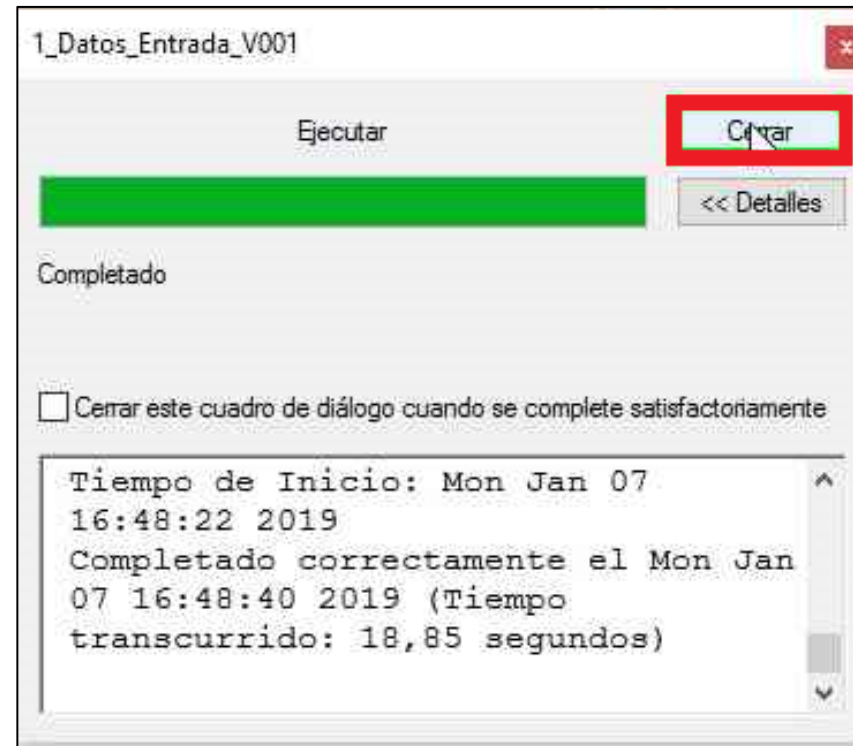 1_Datos_Entrada_V001
x
Ejecutar
Cerrar
<< Detalles
Completado
Cerrar este cuadro de diálogo cuando se complete satisfactoriamente
Tiempo de Inicio: Mon Jan 07
16:48:22 2019
Completado correctamente el Mon Jan
07 16:48:40 2019 (Tiempo
transcurrido: 18,85 segundos)